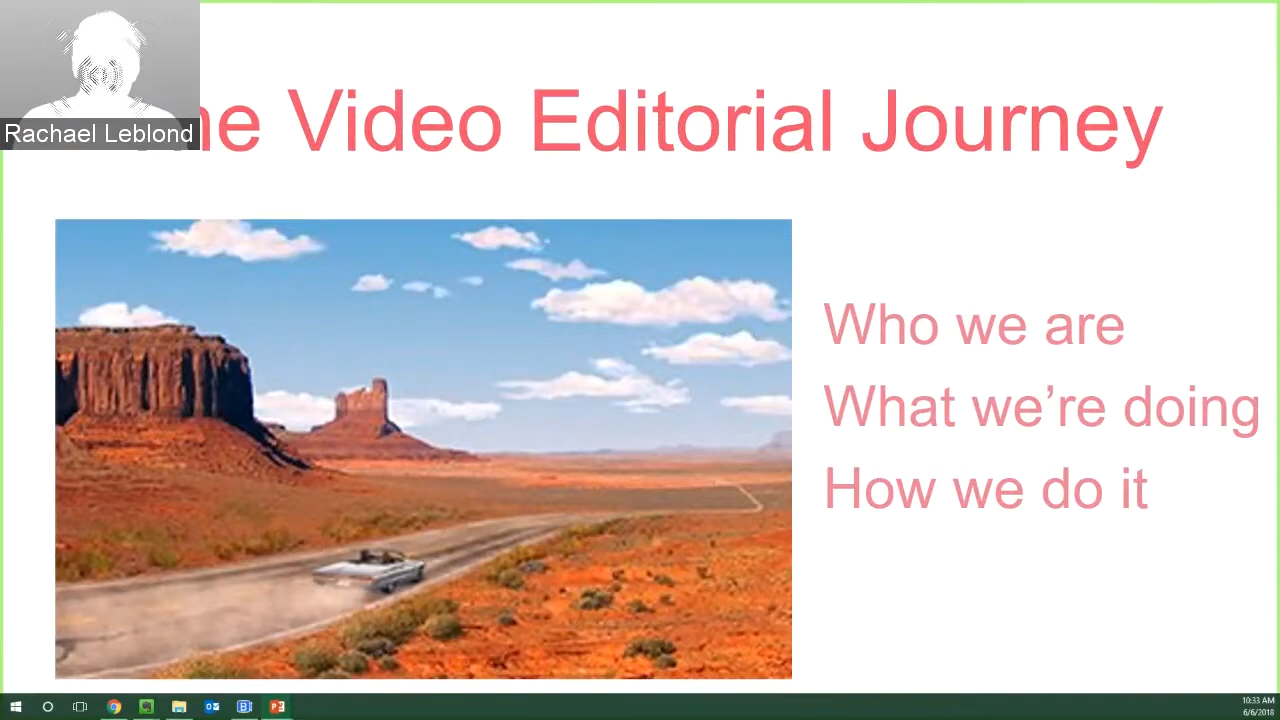 Rachael Leblond
he Video Editorial Journey
Who we are
What we're doing
How we do it
10:33 AM
6/6/2018